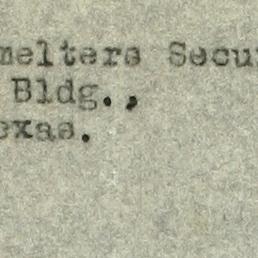 melters Secu
Bldg.,
exas.